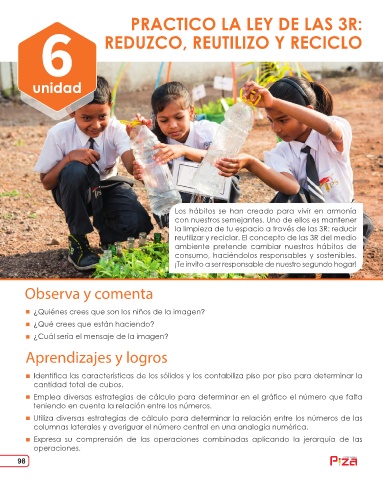 PRACTICO LA LEY DE LAS 3R:
REDUZCO, REUTILIZO Y RECICLO
6
unidad
Los hábitos se han creado para vivir en armonía
con nuestros semejantes. Uno de ellos es mantener
la limpieza de tu espacio a través de las 3R: reducir
reutilizar y reciclar. El concepto de las 3R del medio
ambiente pretende cambiar nuestros hábitos de
consumo, haciéndolos responsables y sostenibles.
¡Te invito a ser responsable de nuestro segundo hogar!
Observa y comenta
¿Quiénes crees que son los niños de la imagen?
¿Qué crees que están haciendo?
¿Cuál sería el mensaje de la imagen?
Aprendizajes y logros
Identifica las características de los sólidos y los contabiliza piso por piso para determinar la
cantidad total de cubos.
Emplea diversas estrategias de cálculo para determinar en el gráfico el número que falta
teniendo en cuenta la relación entre los números.
Utiliza diversas estrategias de cálculo para determinar la relación entre los números de las
columnas laterales y averiguar el número central en una analogía numérica.
Expresa su comprensión de las operaciones combinadas aplicando la jerarquía de las
operaciones.
98